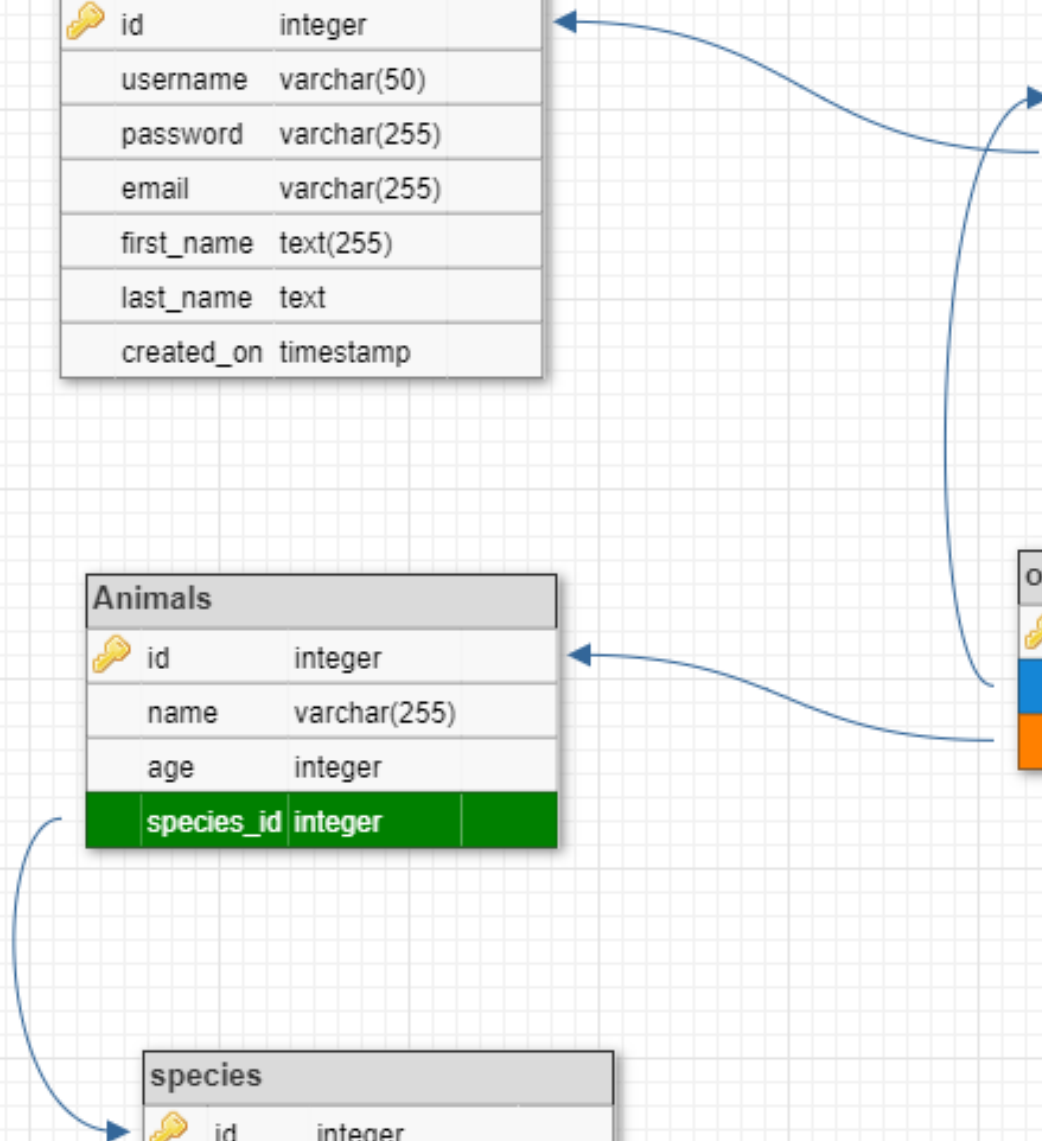 id integer
username varchar(50)
password varchar(255)
email varchar(255)
first_name text(255)
last_name text
created_on timestamp
Animals
id integer
name varchar(255)
age integer
species_id integer
species
id integer